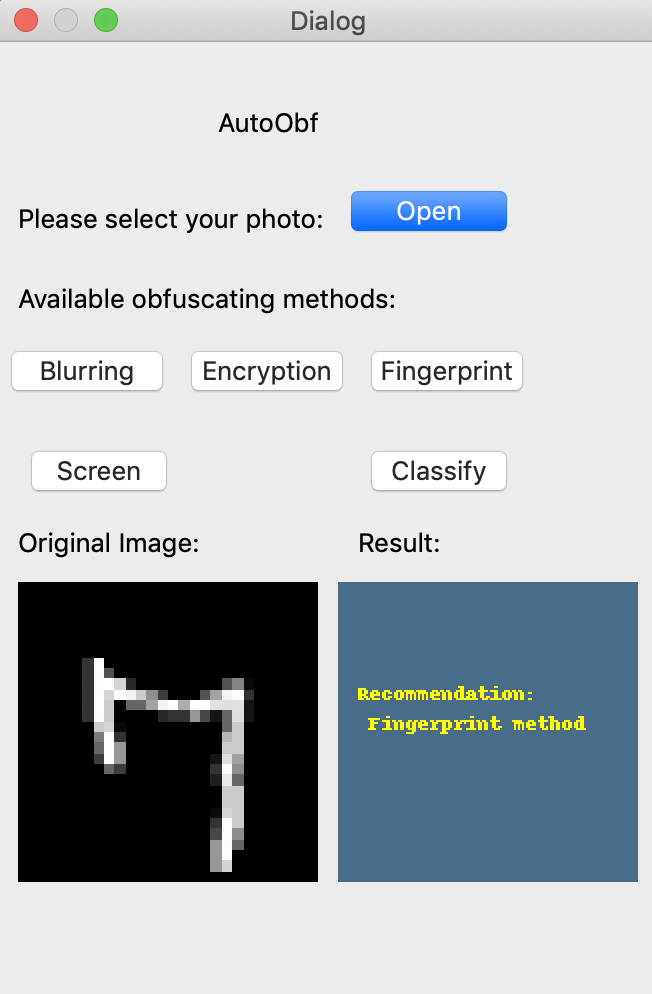 Dialog
AutoObf
Please select your photo: Open
Available obfuscating methods:
Blurring Encryption Fingerprint
Screen Classify
Original Image: Result:
Recommendation:
Fingerprint method